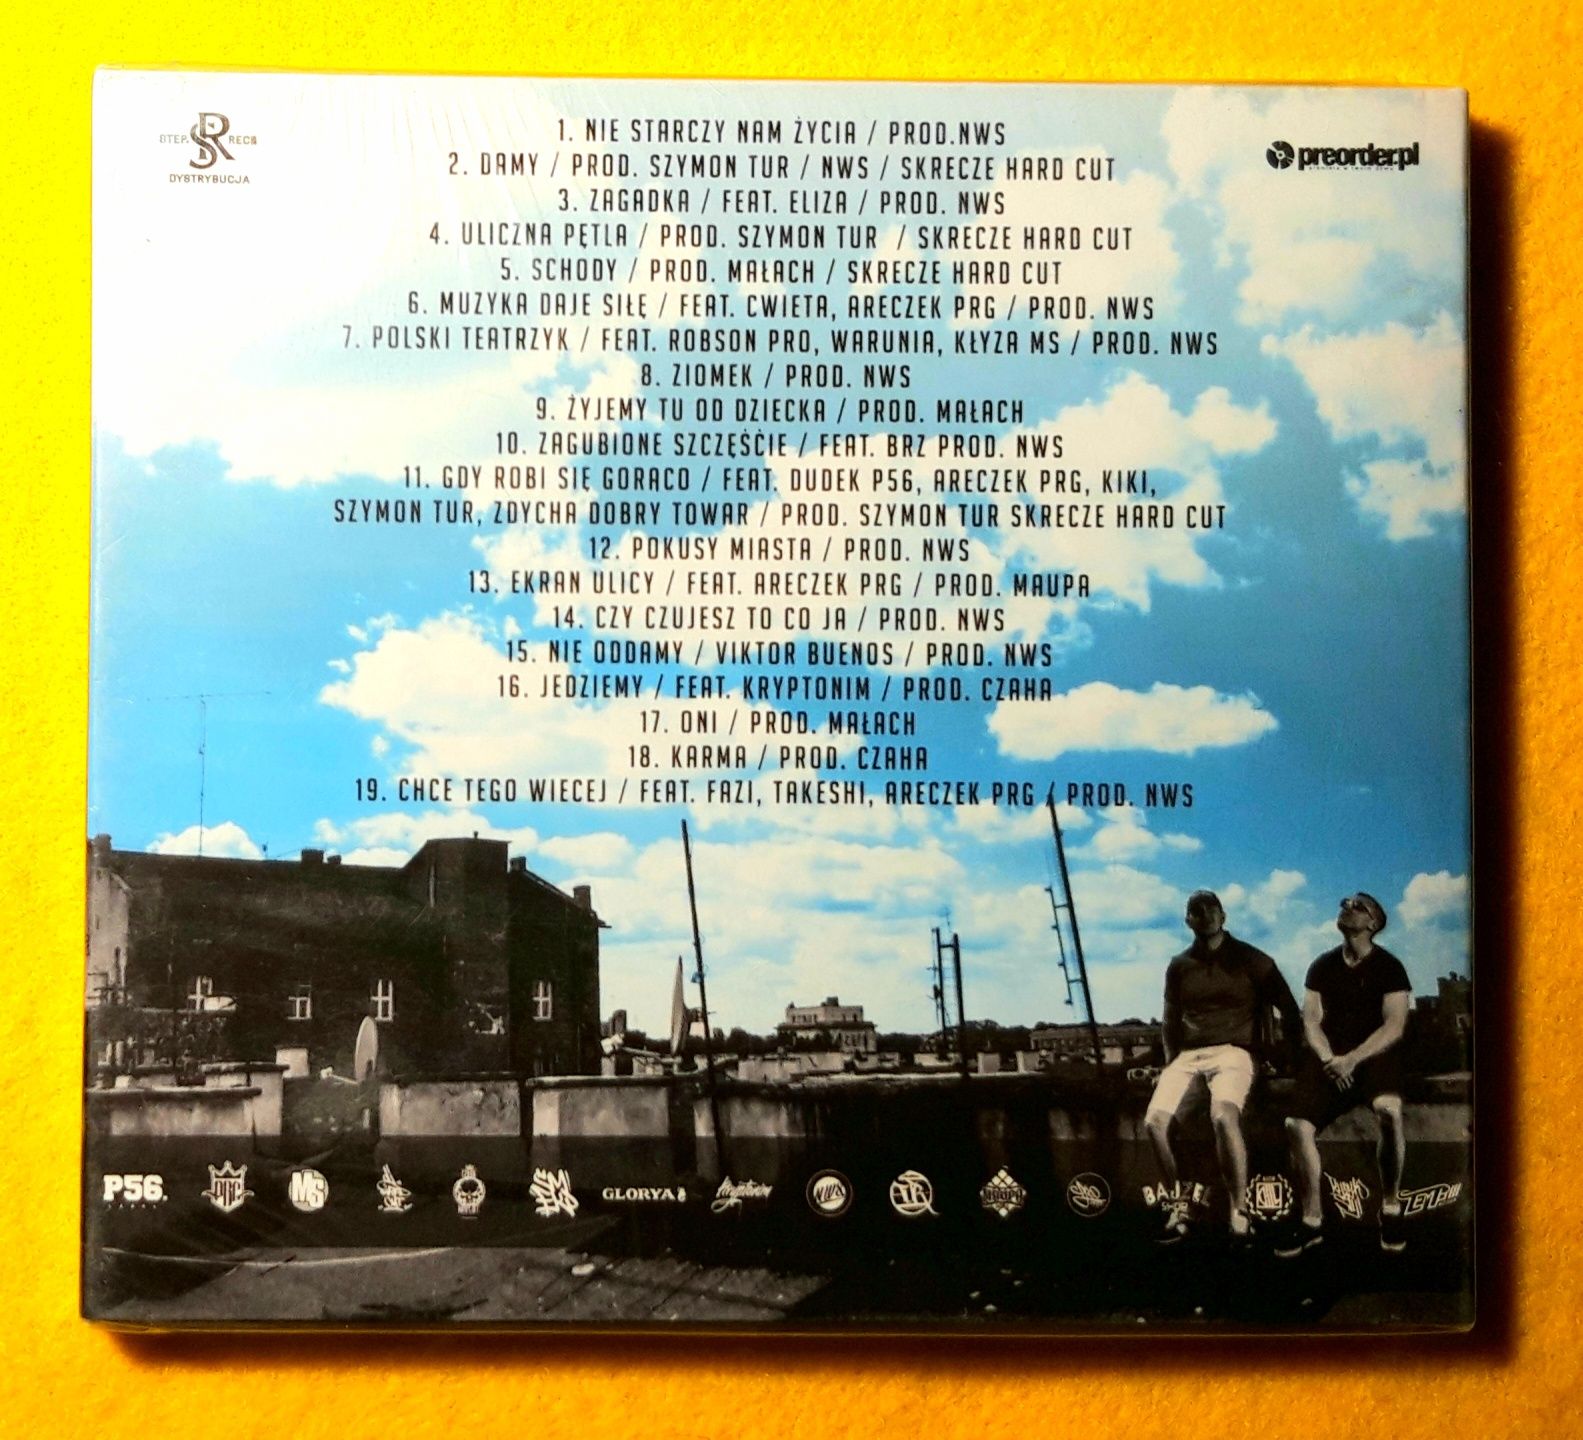 STEP. SR RECS
DYSTRYBUCJA
preorder.pl
1. NIE STARCZY NAM ŻYCIA / PROD.NWS
2. DAMY / PROD. SZYMON TUR / NWS / SKRECZE HARD CUT
3. ZAGADKA / FEAT. ELIZA / PROD. NWS
4. ULICZNA PĘTLA / PROD. SZYMON TUR / SKRECZE HARD CUT
5. SCHODY / PROD. MAŁACH / SKRECZE HARD CUT
6. MUZYKA DAJE SIŁĘ / FEAT. CWIETA, ARECZEK PRG / PROD. NWS
7. POLSKI TEATRZYK / FEAT. ROBSON PRO, WARUNIA, KŁYZA MS / PROD. NWS
8. ZIOMEK / PROD. NWS
9. ŻYJEMY TU OD DZIECKA / PROD. MAŁACH
10. ZAGUBIONE SZCZĘŚCIE / FEAT. BRZ PROD. NWS
11. GDY ROBI SIĘ GORACO / FEAT. DUDEK P56, ARECZEK PRG, KIKI,
SZYMON TUR, ZDYCHA DOBRY TOWAR / PROD. SZYMON TUR SKRECZE HARD CUT
12. POKUSY MIASTA / PROD. NWS
13. EKRAN ULICY / FEAT. ARECZEK PRG / PROD. MAUPA
14. CZY CZUJESZ TO CO JA / PROD. NWS
15. NIE ODDAMY / VIKTOR BUENOS / PROD. NWS
16. JEDZIEMY / FEAT. KRYPTONIM / PROD. CZAHA
17. ONI / PROD. MAŁACH
18. KARMA / PROD. CZAHA
19. CHCE TEGO WIECEJ / FEAT. FAZI, TAKESHI, ARECZEK PRG / PROD. NWS
P56. MS GLORYA Kryptonim NWA MAUPA BAJZEL SHOP